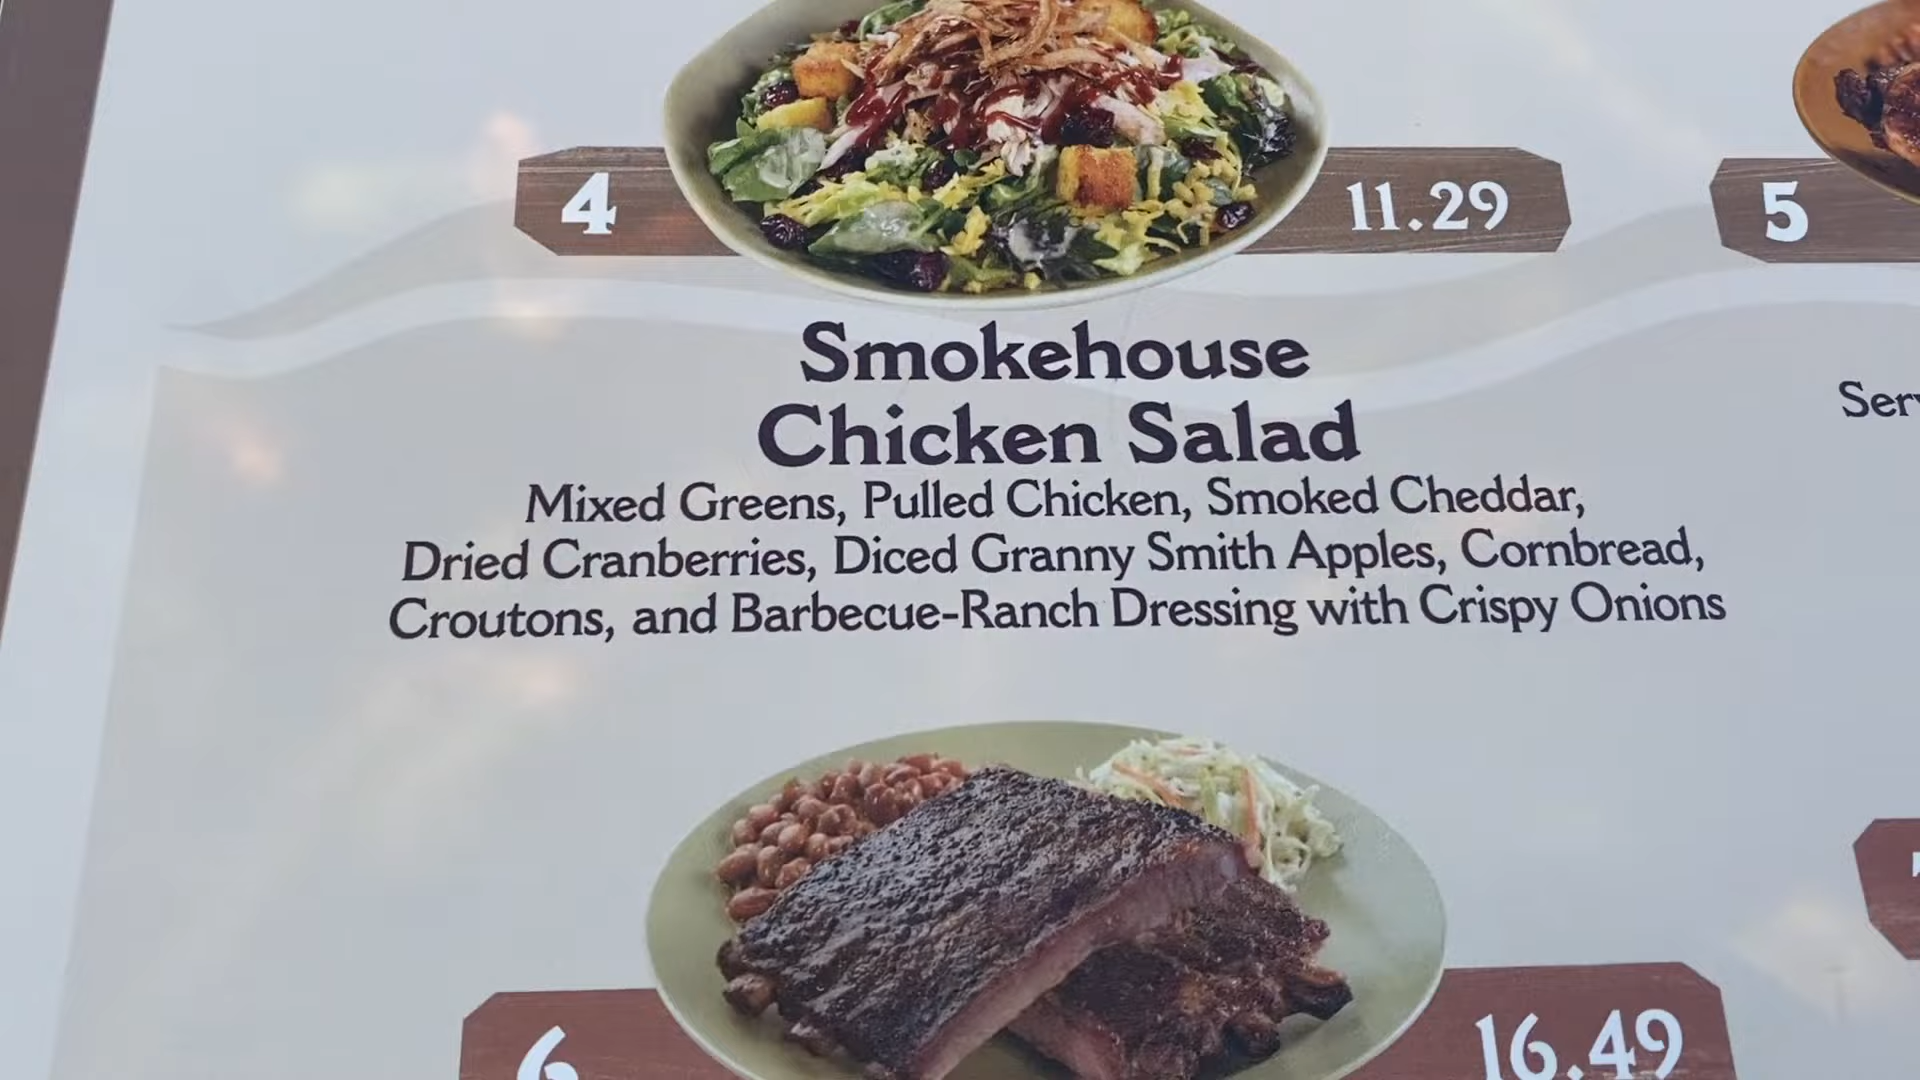 4
11.29
5
Smokehouse
Chicken Salad
Mixed Greens, Pulled Chicken, Smoked Cheddar,
Dried Cranberries, Diced Granny Smith Apples, Cornbread,
Croutons, and Barbecue-Ranch Dressing with Crispy Onions
6
16.49